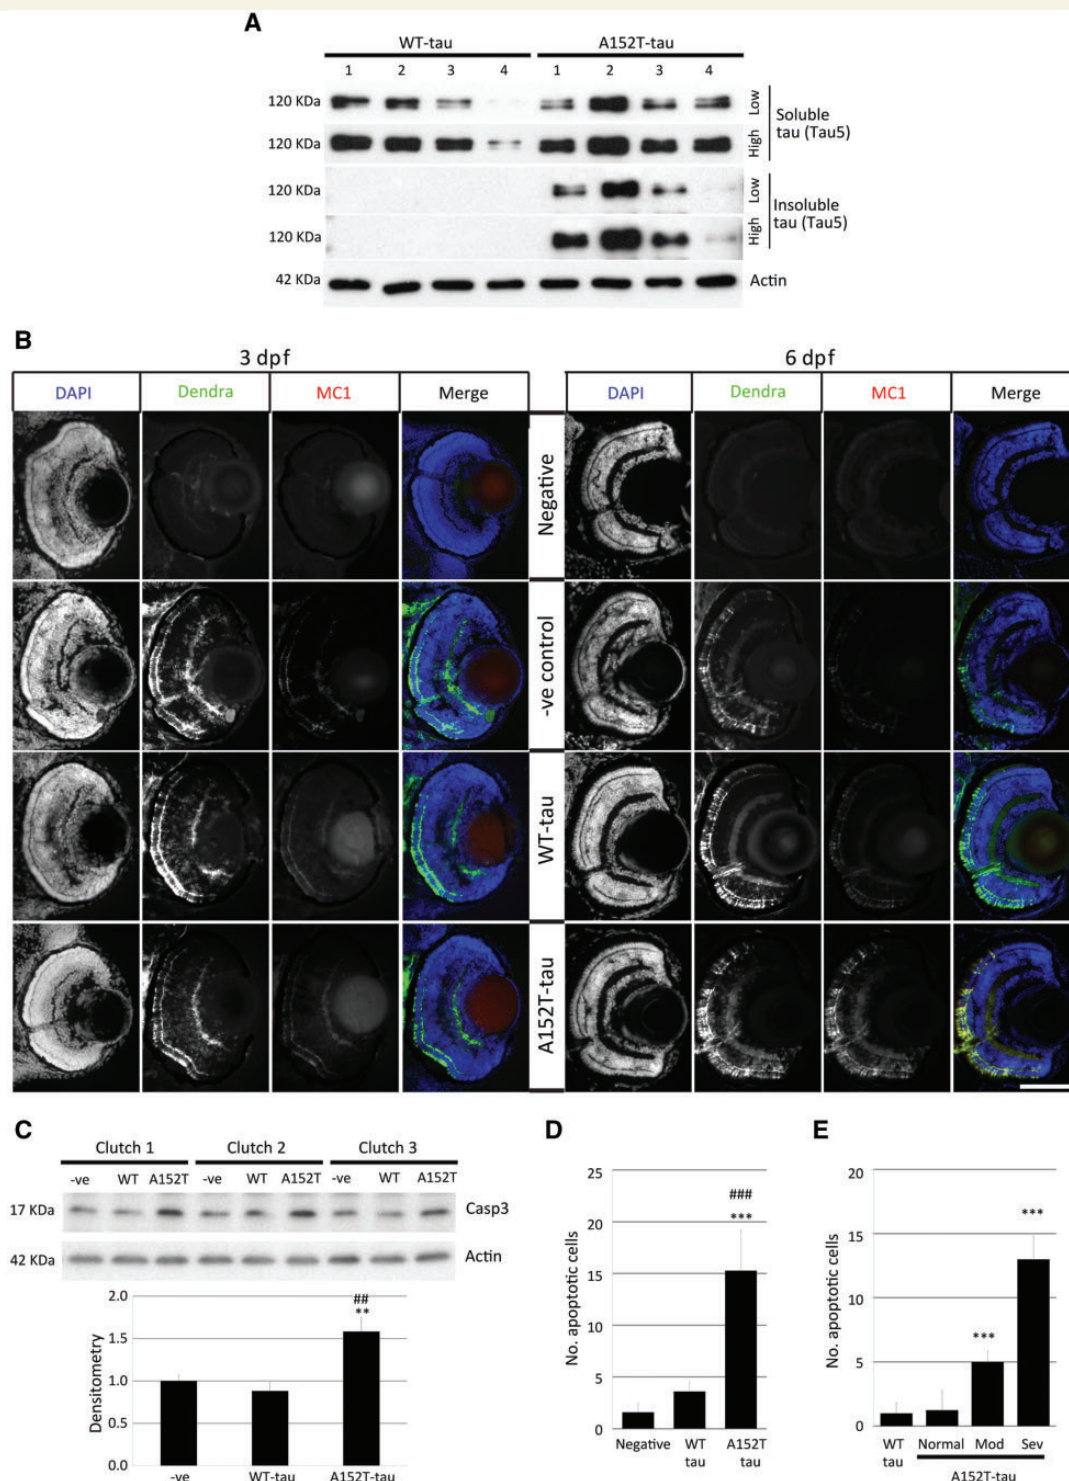 A
WT-tau A152T-tau
1 2 3 4 1 2 3 4
120 KDa Low
120 KDa High
Soluble
tau (Tau5)
120 KDa Low
120 KDa High
Insoluble
tau (Tau5)
42 KDa Actin
B
3 dpf 6 dpf
DAPI Dendra MC1 Merge DAPI Dendra MC1 Merge
Negative
-ve control
WT-tau
A152T-tau
C
Clutch 1 Clutch 2 Clutch 3
-ve WT A152T -ve WT A152T -ve WT A152T
17 KDa Casp3
42 KDa Actin
Densitometry
2.0
1.5
1.0
0.5
0.0
##
**
-ve WT-tau A152T-tau
D
No. apoptotic cells
25
20
15
10
5
0
###
***
Negative WT tau A152T tau
E
No. apoptotic cells
20
15
10
5
0
***
***
WT tau Normal Mod Sev
A152T-tau